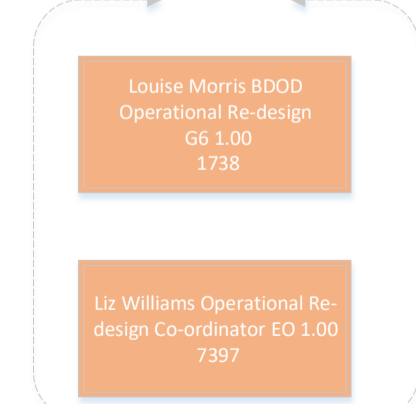 Louise Morris BDOD
Operational Re-design
G6 1.00
1738
Liz Williams Operational Re-
design Co-ordinator EO 1.00
7397